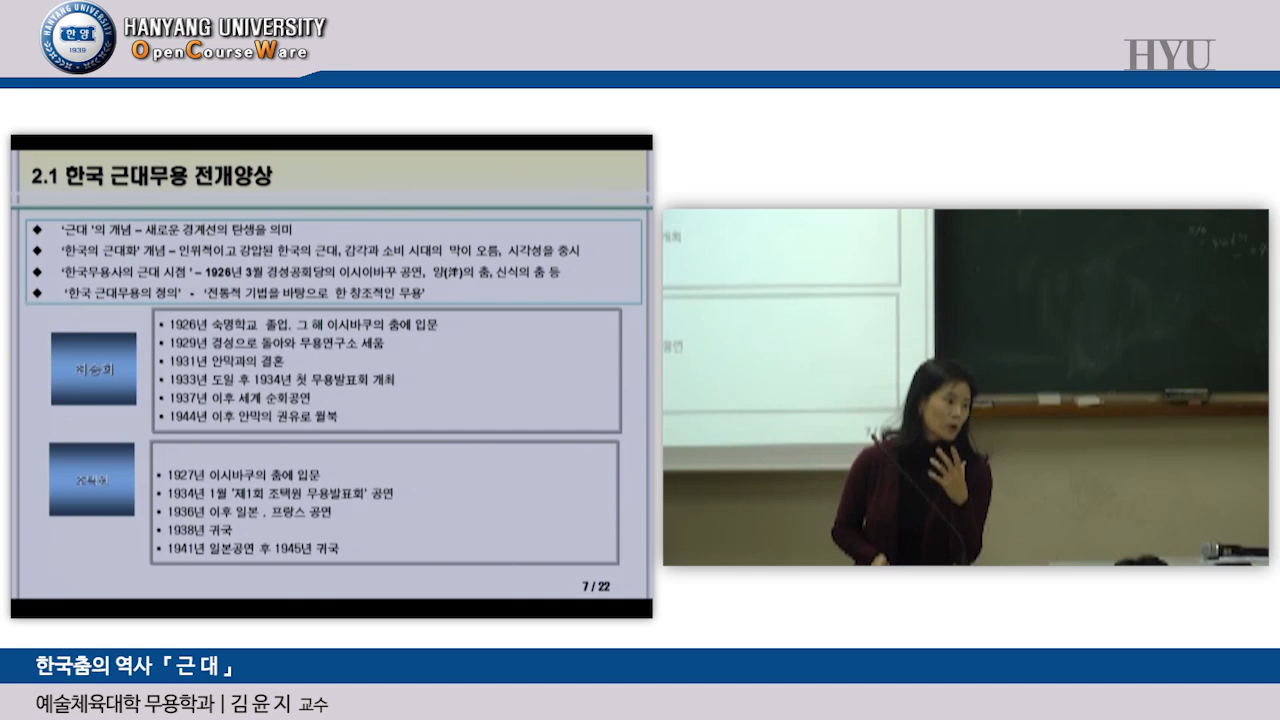 HANYANG UNIVERSITY
한양
1939
HANYANG UNIVERSITY
OpenCourseWare
HYU
2.1 한국 근대무용 전개양상
◆ ‘근대 ’의 개념 – 새로운 경계선의 탄생을 의미
◆ ‘한국의 근대화’ 개념 – 인위적이고 강압된 한국의 근대, 감각과 소비 시대의 막이 오름, 시각성을 중시
◆ ‘한국무용사의 근대 시점 ’ – 1926년 3월 경성공회당의 이시이바꾸 공연, 양(洋)의 춤, 신식의 춤 등
◆ ‘한국 근대무용의 정의’ - ‘전통적 기법을 바탕으로 한 창조적인 무용’
최승희
▪ 1926년 숙명학교 졸업, 그 해 이시바쿠의 춤에 입문
▪ 1929년 경성으로 돌아와 무용연구소 세움
▪ 1931년 안막과의 결혼
▪ 1933년 도일 후 1934년 첫 무용발표회 개최
▪ 1937년 이후 세계 순회공연
▪ 1944년 이후 안막의 권유로 월북
조택원
▪ 1927년 이시바쿠의 춤에 입문
▪ 1934년 1월 '제1회 조택원 무용발표회' 공연
▪ 1936년 이후 일본 , 프랑스 공연
▪ 1938년 귀국
▪ 1941년 일본공연 후 1945년 귀국
7 / 22
개최
공연
한국춤의 역사 「 근 대 」
예술체육대학 무용학과 | 김 윤 지 교수